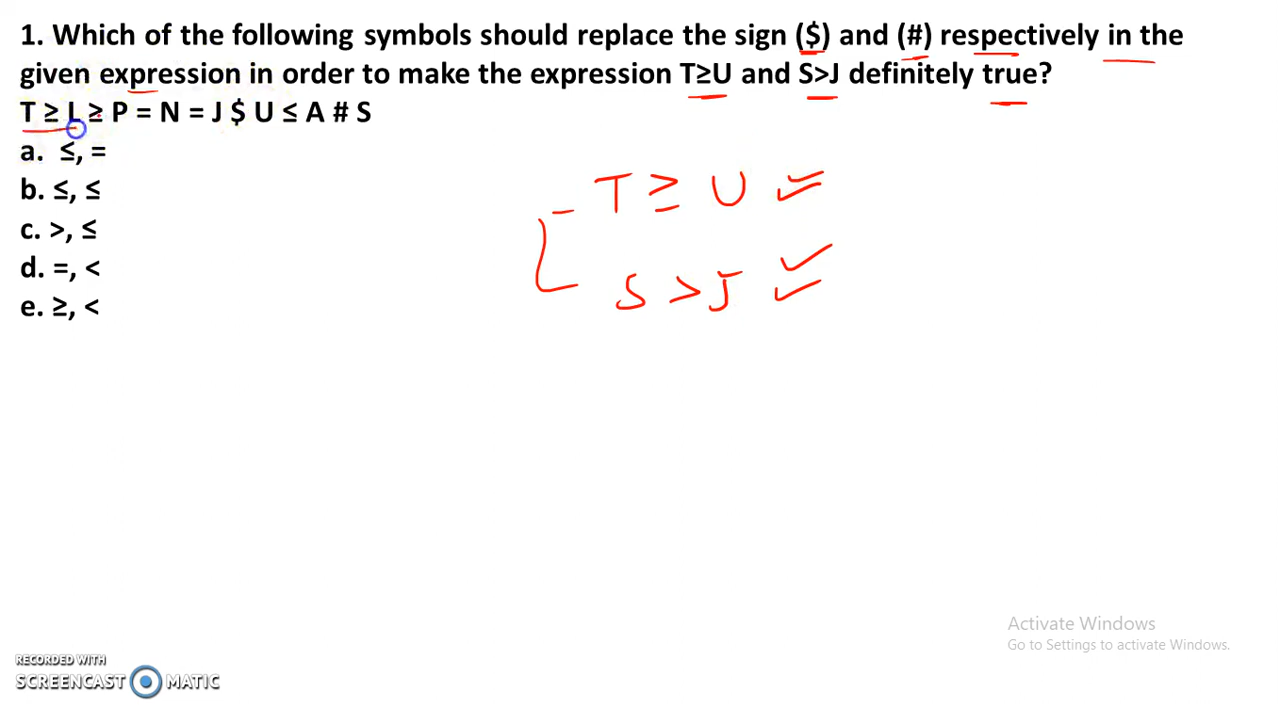 1. Which of the following symbols should replace the sign ($) and (#) respectively in the
given expression in order to make the expression T≥U and S>J definitely true?
T ≥ L ≥ P = N = J $ U ≤ A # S
a. ≤, =
b. ≤, ≤
c. >, ≤
d. =, <
e. ≥, <
T ≥ U
S > J
Activate Windows
Go to Settings to activate Windows.
RECORDED WITH
SCREENCAST MATIC